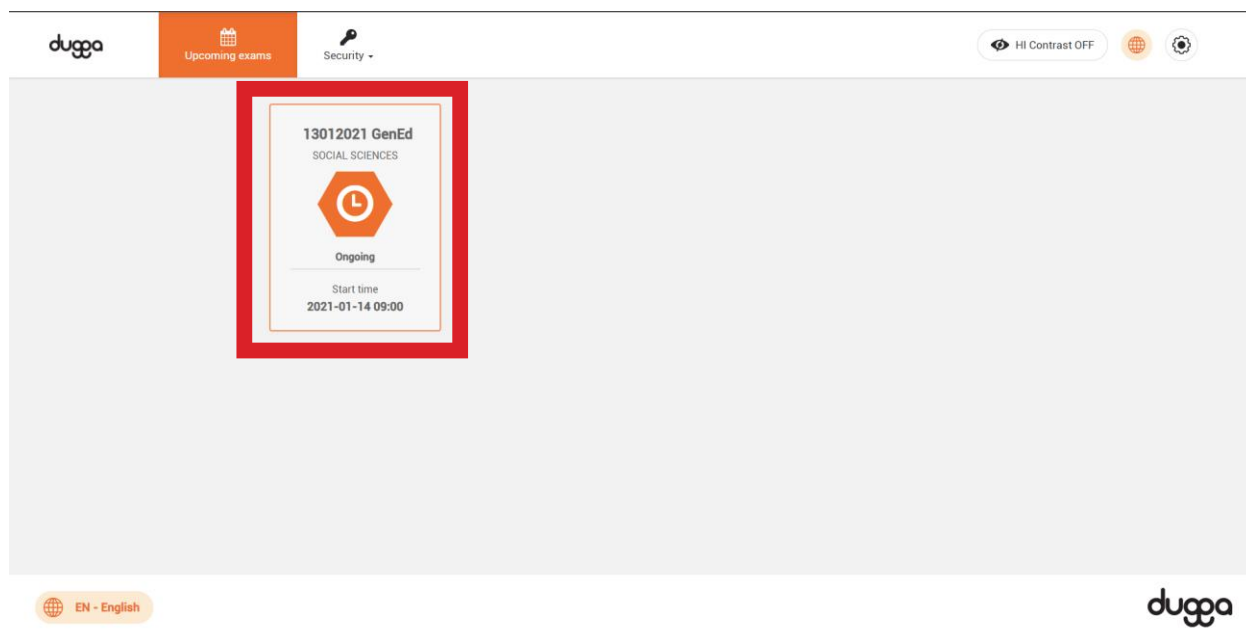 dugga
Upcoming exams
Security
HI Contrast OFF
13012021 GenEd
SOCIAL SCIENCES
Ongoing
Start time
2021-01-14 09:00
EN - English
dugga